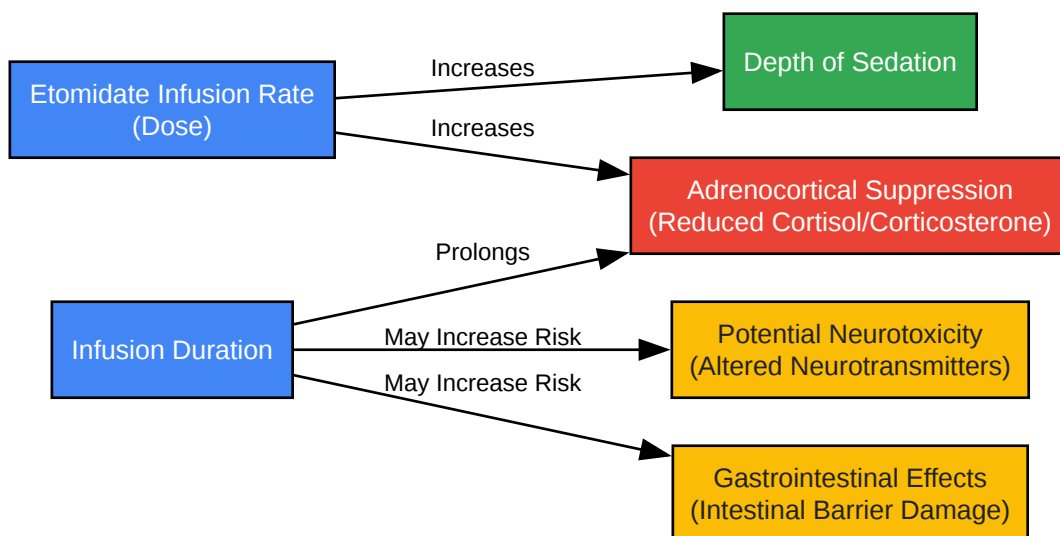 Increases
Depth of Sedation
Etomidate Infusion Rate
(Dose)
Increases
Adrenocortical Suppression
(Reduced Cortisol/Corticosterone)
Prolongs
Infusion Duration
May Increase Risk
Potential Neurotoxicity
(Altered Neurotransmitters)
May Increase Risk
Gastrointestinal Effects
(Intestinal Barrier Damage)